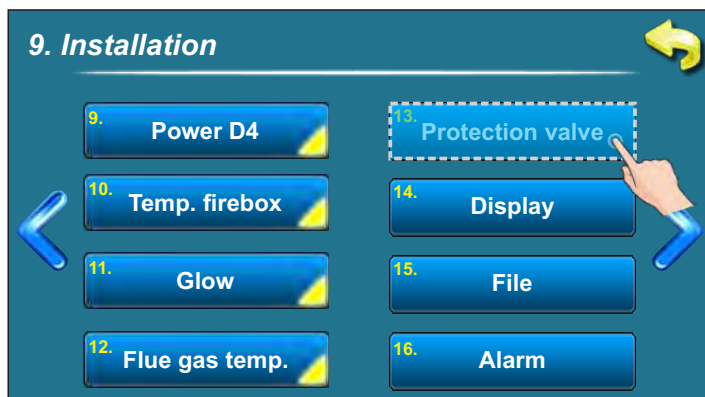 9. Installation
9. Power D4
10. Temp. firebox
11. Glow
12. Flue gas temp.
13. Protection valve
14. Display
15. File
16. Alarm